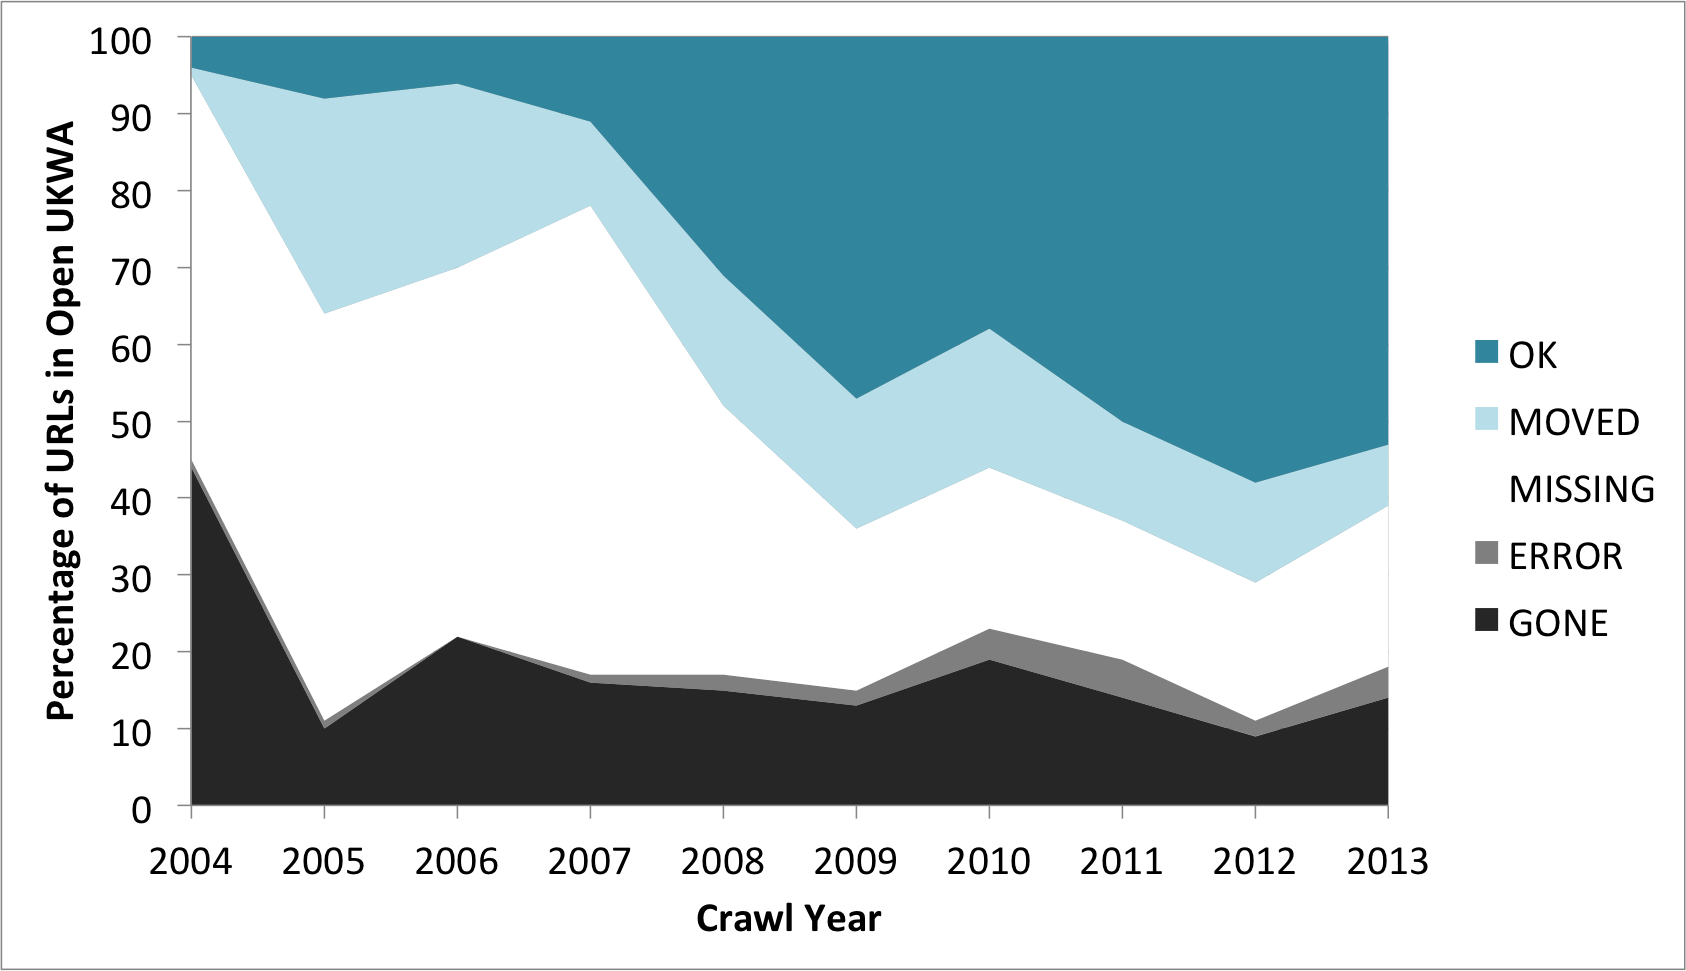 Percentage of URLs in Open UKWA
100
90
80
70
60
50
40
30
20
10
0
2004 2005 2006 2007 2008 2009 2010 2011 2012 2013
Crawl Year
OK
MOVED
MISSING
ERROR
GONE